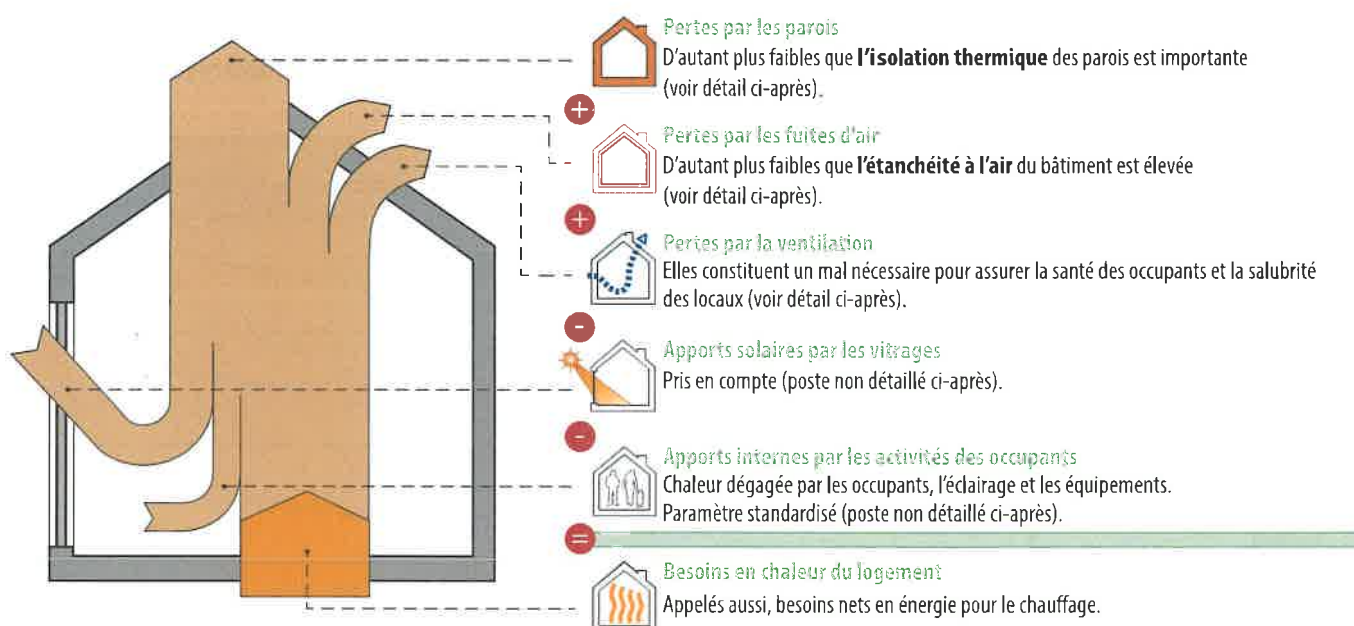 Pertes par les parois
D'autant plus faibles que l'isolation thermique des parois est importante
(voir détail ci-après).
+
Pertes par les fuites d'air
D'autant plus faibles que l'étanchéité à l'air du bâtiment est élevée
(voir détail ci-après).
+
Pertes par la ventilation
Elles constituent un mal nécessaire pour assurer la santé des occupants et la salubrité
des locaux (voir détail ci-après).
-
Apports solaires par les vitrages
Pris en compte (poste non détaillé ci-après).
-
Apports internes par les activités des occupants
Chaleur dégagée par les occupants, l'éclairage et les équipements.
Paramètre standardisé (poste non détaillé ci-après).
=
Besoins en chaleur du logement
Appelés aussi, besoins nets en énergie pour le chauffage.